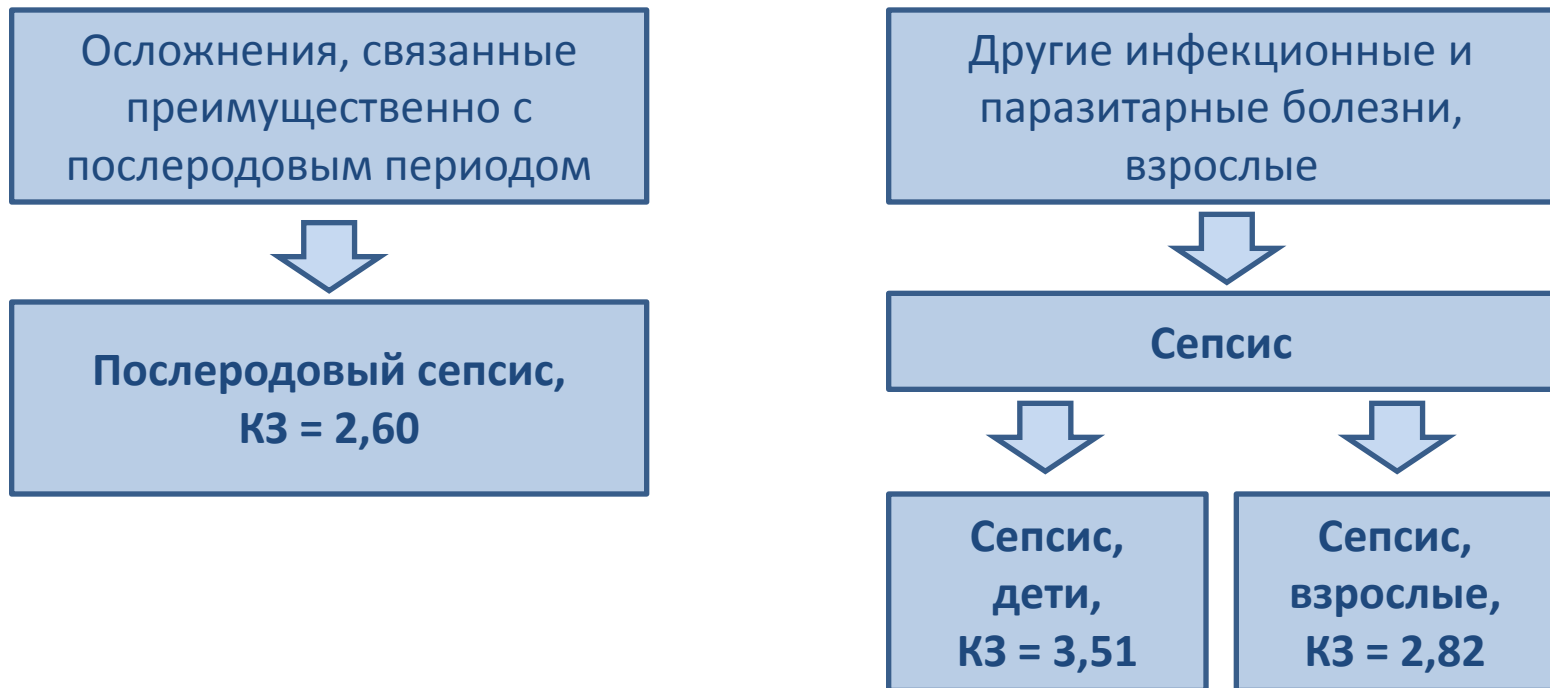 Осложнения, связанные
преимущественно с
послеродовым периодом
Послеродовый сепсис,
КЗ = 2,60
Другие инфекционные и
паразитарные болезни,
взрослые
Сепсис
Сепсис,
дети,
КЗ = 3,51
Сепсис,
взрослые,
КЗ = 2,82